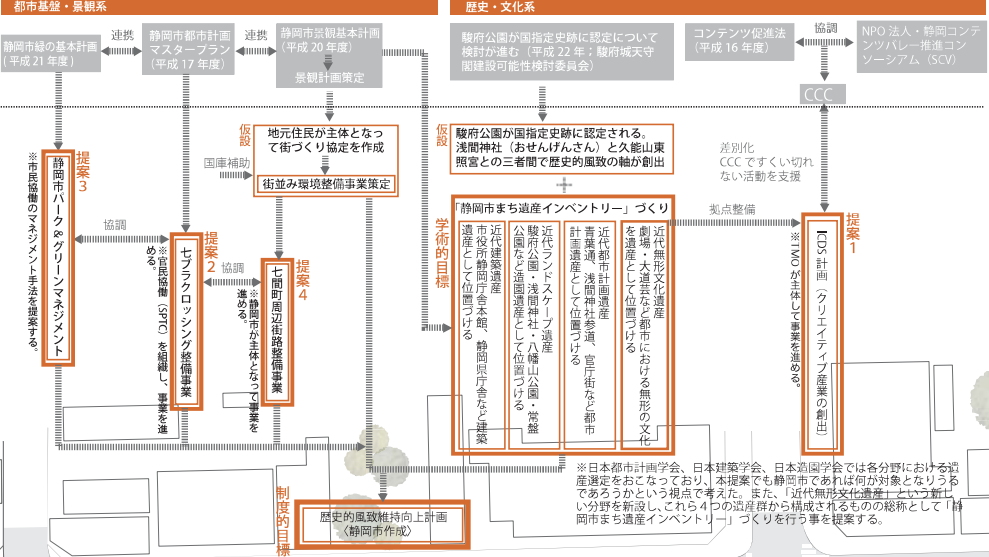 都市基盤・景観系
歴史・文化系
静岡市緑の基本計画
(平成 21 年度)
連携
静岡市都市計画
マスタープラン
(平成 17 年度)
連携
静岡市景観基本計画
(平成 20 年度)
景観計画策定
駿府公園が国指定史跡に認定について
検討が進む（平成 22 年；駿府城天守
閣建設可能性検討委員会）
コンテンツ促進法
（平成 16 年度）
協調
NPO 法人・静岡コンテ
ンツバレー推進コン
ソーシアム（SCV）
CCC
仮設
地元住民が主体となっ
て街づくり協定を作成
国庫補助
街並み環境整備事業策定
仮設
駿府公園が国指定史跡に認定される。
浅間神社（おせんげんさん）と久能山東
照宮との三者間で歴史的風致の軸が創出
差別化
CCC ですくい切れ
ない活動を支援
提案 3
静岡市パーク＆グリーンマネジメント
※市民協働のマネジメント手法を提案する。
協調
提案 2
七ブラクロッシング整備事業
※官民協働（SPTC）を組織し、事業を進
める。
協調
提案 4
七間町周辺街路整備事業
※静岡市が主体となって事業を
進める。
学術的目標
「静岡市まち遺産インベントリー」づくり
近代建築遺産
市役所静岡庁舎本館、静岡県庁舎など建築
遺産として位置づける
近代ランドスケープ遺産
駿府公園・浅間神社・八幡山公園・常盤
公園など造園遺産として位置づける
近代都市計画遺産
青葉通、浅間神社参道、官庁街など都市
計画遺産として位置づける
近代無形文化遺産
劇場・大道芸など都市における無形の文化
を遺産として位置づける
拠点整備
提案 1
ICDS 計画（クリエイティブ産業の創出）
※TMO が主体して事業を進める。
制度的目標
歴史的風致維持向上計画
〈静岡市作成〉
※日本都市計画学会、日本建築学会、日本造園学会では各分野における遺
産選定をおこなっており、本提案でも静岡市であれば何が対象となりうる
であろうかという視点で考えた。また、「近代無形文化遺産」という新し
い分野を新設し、これら４つの遺産群から構成されるものの総称として「静
岡市まち遺産インベントリー」づくりを行う事を提案する。